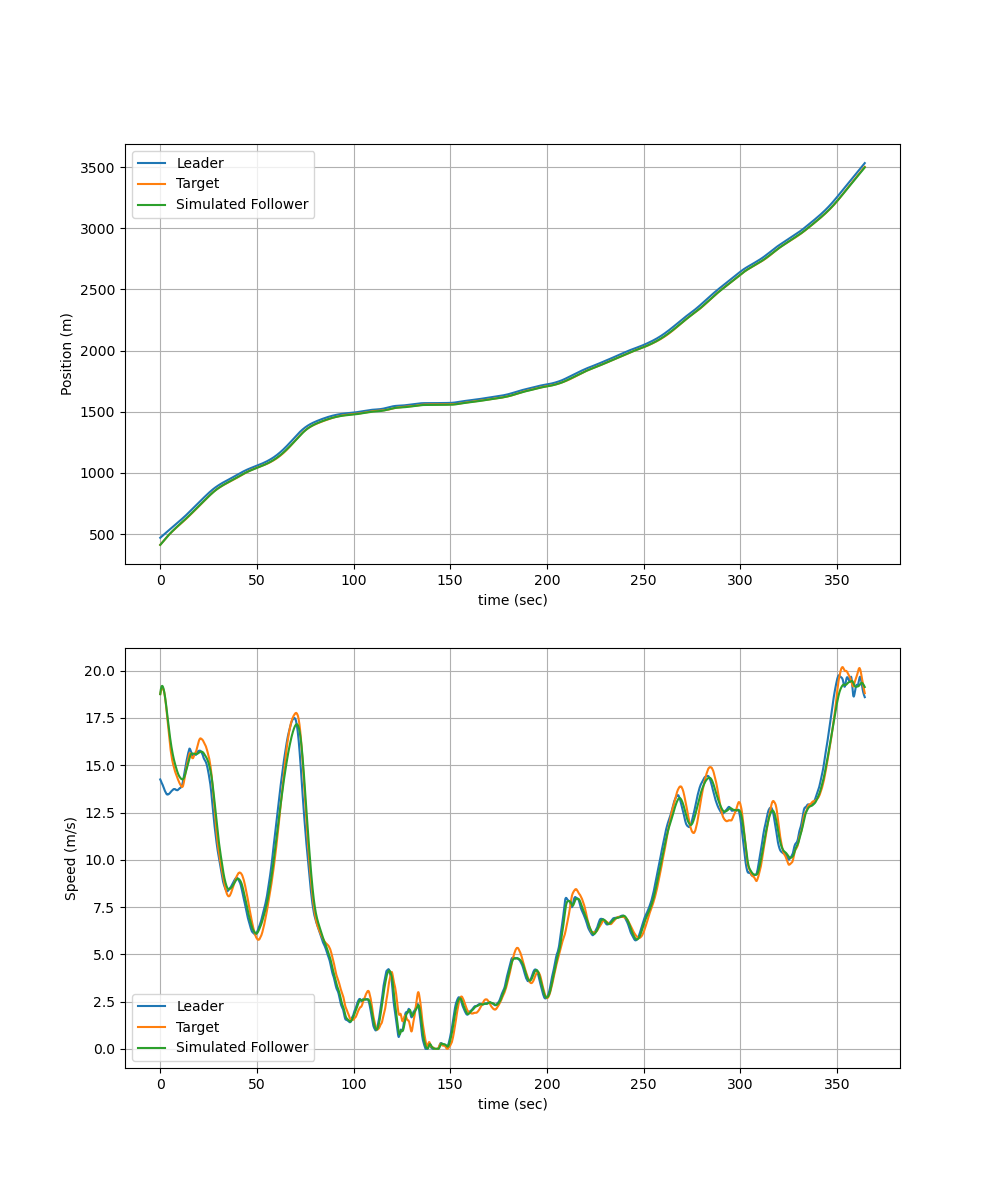 Leader
Target
Simulated Follower
3500
3000
2500
2000
1500
1000
500
Position (m)
0 50 100 150 200 250 300 350
time (sec)
20.0
17.5
15.0
12.5
10.0
7.5
5.0
2.5
0.0
Speed (m/s)
Leader
Target
Simulated Follower
0 50 100 150 200 250 300 350
time (sec)